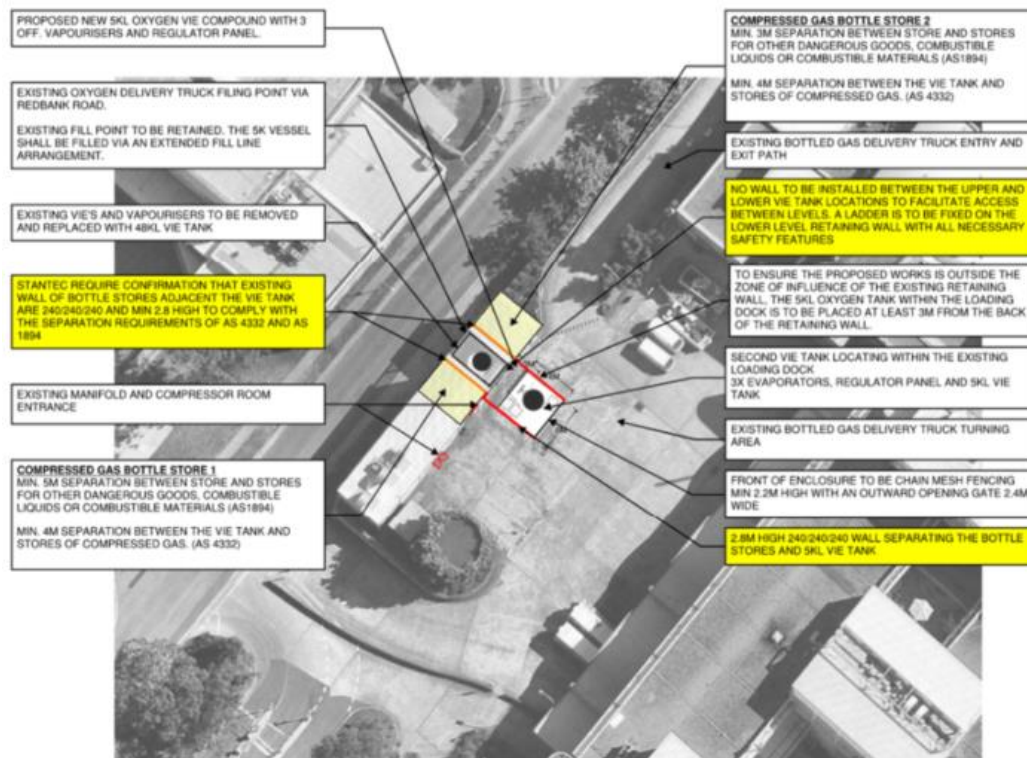 PROPOSED NEW 5KL OXYGEN VIE COMPOUND WITH 3
OFF. VAPOURISERS AND REGULATOR PANEL.
EXISTING OXYGEN DELIVERY TRUCK FILING POINT VIA
REDBANK ROAD.
EXISTING FILL POINT TO BE RETAINED. THE 5K VESSEL
SHALL BE FILLED VIA AN EXTENDED FILL LINE
ARRANGEMENT.
EXISTING VIE'S AND VAPOURISERS TO BE REMOVED
AND REPLACED WITH 48KL VIE TANK
STANTEC REQUIRE CONFIRMATION THAT EXISTING
WALL OF BOTTLE STORES ADJACENT THE VIE TANK
ARE 240/240/240 AND MIN 2.8 HIGH TO COMPLY WITH
THE SEPARATION REQUIREMENTS OF AS 4332 AND AS
1894
EXISTING MANIFOLD AND COMPRESSOR ROOM
ENTRANCE
COMPRESSED GAS BOTTLE STORE 1
MIN. 5M SEPARATION BETWEEN STORE AND STORES
FOR OTHER DANGEROUS GOODS, COMBUSTIBLE
LIQUIDS OR COMBUSTIBLE MATERIALS (AS1894)
MIN. 4M SEPARATION BETWEEN THE VIE TANK AND
STORES OF COMPRESSED GAS. (AS 4332)
COMPRESSED GAS BOTTLE STORE 2
MIN. 3M SEPARATION BETWEEN STORE AND STORES
FOR OTHER DANGEROUS GOODS, COMBUSTIBLE
LIQUIDS OR COMBUSTIBLE MATERIALS (AS1894)
MIN. 4M SEPARATION BETWEEN THE VIE TANK AND
STORES OF COMPRESSED GAS. (AS 4332)
EXISTING BOTTLED GAS DELIVERY TRUCK ENTRY AND
EXIT PATH
NO WALL TO BE INSTALLED BETWEEN THE UPPER AND
LOWER VIE TANK LOCATIONS TO FACILITATE ACCESS
BETWEEN LEVELS. A LADDER IS TO BE FIXED ON THE
LOWER LEVEL RETAINING WALL WITH ALL NECESSARY
SAFETY FEATURES
TO ENSURE THE PROPOSED WORKS IS OUTSIDE THE
ZONE OF INFLUENCE OF THE EXISTING RETAINING
WALL, THE 5KL OXYGEN TANK WITHIN THE LOADING
DOCK IS TO BE PLACED AT LEAST 3M FROM THE BACK
OF THE RETAINING WALL.
SECOND VIE TANK LOCATING WITHIN THE EXISTING
LOADING DOCK
3X EVAPORATORS, REGULATOR PANEL AND 5KL VIE
TANK
EXISTING BOTTLED GAS DELIVERY TRUCK TURNING
AREA
FRONT OF ENCLOSURE TO BE CHAIN MESH FENCING
MIN 2.2M HIGH WITH AN OUTWARD OPENING GATE 2.4M
WIDE
2.8M HIGH 240/240/240 WALL SEPARATING THE BOTTLE
STORES AND 5KL VIE TANK